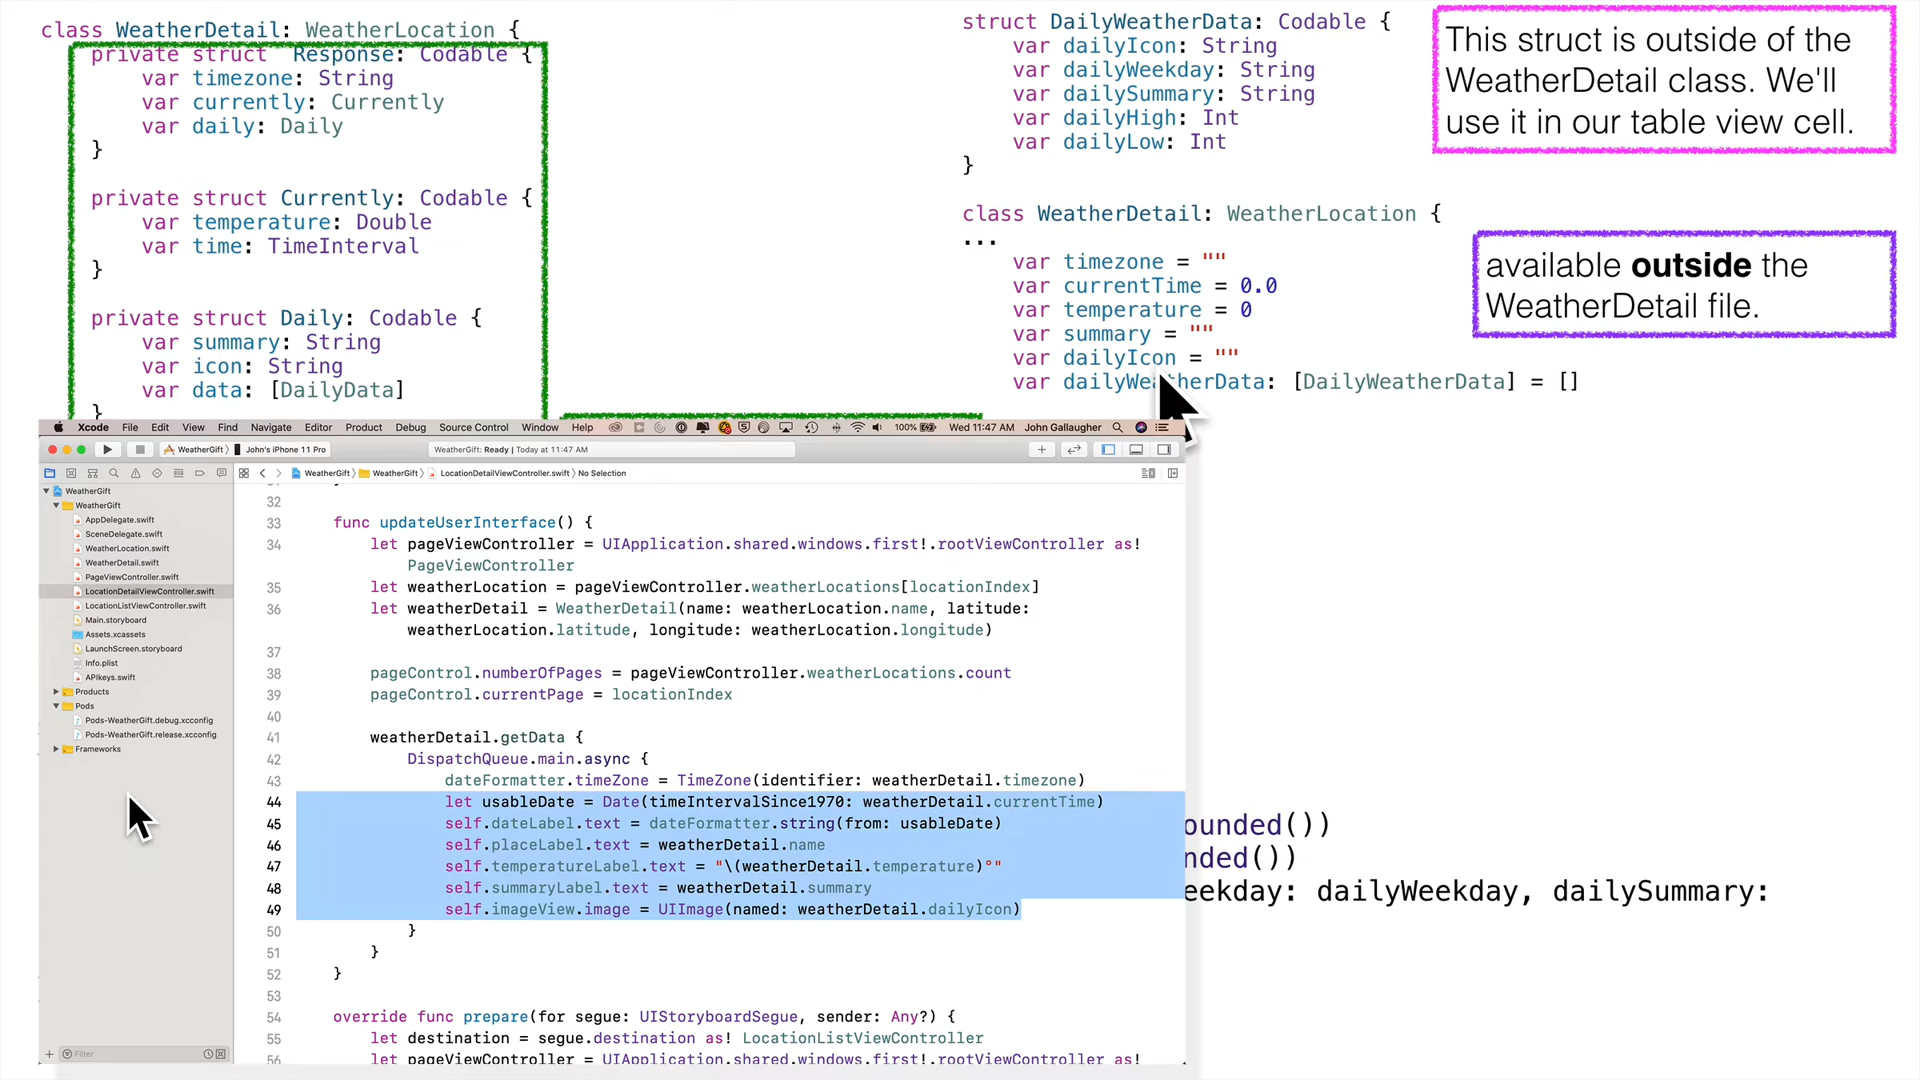 class WeatherDetail: WeatherLocation {
private struct Response: Codable {
var timezone: String
var currently: Currently
var daily: Daily
}
private struct Currently: Codable {
var temperature: Double
var time: TimeInterval
}
private struct Daily: Codable {
var summary: String
var icon: String
var data: [DailyData]
}
struct DailyWeatherData: Codable {
var dailyIcon: String
var dailyWeekday: String
var dailySummary: String
var dailyHigh: Int
var dailyLow: Int
}
class WeatherDetail: WeatherLocation {
...
var timezone = ""
var currentTime = 0.0
var temperature = 0
var summary = ""
var dailyIcon = ""
var dailyWeatherData: [DailyWeatherData] = []
This struct is outside of the
WeatherDetail class. We'll
use it in our table view cell.
available outside the
WeatherDetail file.
Xcode File Edit View Find Navigate Editor Product Debug Source Control Window Help 100% Wed 11:47 AM John Gallaugher
WeatherGift John's iPhone 11 Pro WeatherGift: Ready | Today at 11:47 AM
WeatherGift WeatherGift LocationDetailViewController.swift No Selection
WeatherGift
WeatherGift
AppDelegate.swift
SceneDelegate.swift
WeatherLocation.swift
WeatherDetail.swift
PageViewController.swift
LocationDetailViewController.swift
LocationListViewController.swift
Main.storyboard
Assets.xcassets
LaunchScreen.storyboard
Info.plist
APIkeys.swift
Products
Pods
Pods-WeatherGift.debug.xcconfig
Pods-WeatherGift.release.xcconfig
Frameworks
Filter
32
33 func updateUserInterface() {
34 let pageViewController = UIApplication.shared.windows.first!.rootViewController as!
PageViewController
35 let weatherLocation = pageViewController.weatherLocations[locationIndex]
36 let weatherDetail = WeatherDetail(name: weatherLocation.name, latitude:
weatherLocation.latitude, longitude: weatherLocation.longitude)
37
38 pageControl.numberOfPages = pageViewController.weatherLocations.count
39 pageControl.currentPage = locationIndex
40
41 weatherDetail.getData {
42 DispatchQueue.main.async {
43 dateFormatter.timeZone = TimeZone(identifier: weatherDetail.timezone)
44 let usableDate = Date(timeIntervalSince1970: weatherDetail.currentTime)
45 self.dateLabel.text = dateFormatter.string(from: usableDate)
46 self.placeLabel.text = weatherDetail.name
47 self.temperatureLabel.text = "\(weatherDetail.temperature)°"
48 self.summaryLabel.text = weatherDetail.summary
49 self.imageView.image = UIImage(named: weatherDetail.dailyIcon)
50 }
51 }
52 }
53
54 override func prepare(for segue: UIStoryboardSegue, sender: Any?) {
55 let destination = segue.destination as! LocationListViewController
56 let pageViewController = UIApplication.shared.windows.first!.rootViewController as!
ounded())
nded())
eekday: dailyWeekday, dailySummary: